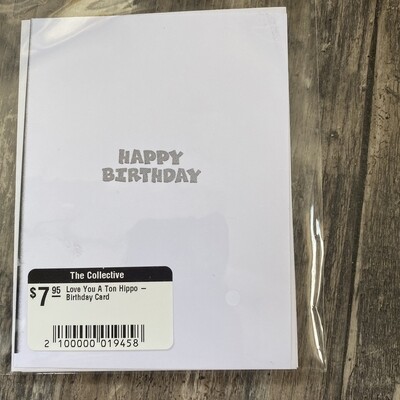 HAPPY
BIRTHDAY
The Collective
$7.95 Love You A Ton Hippo —
Birthday Card
2 100000 019458